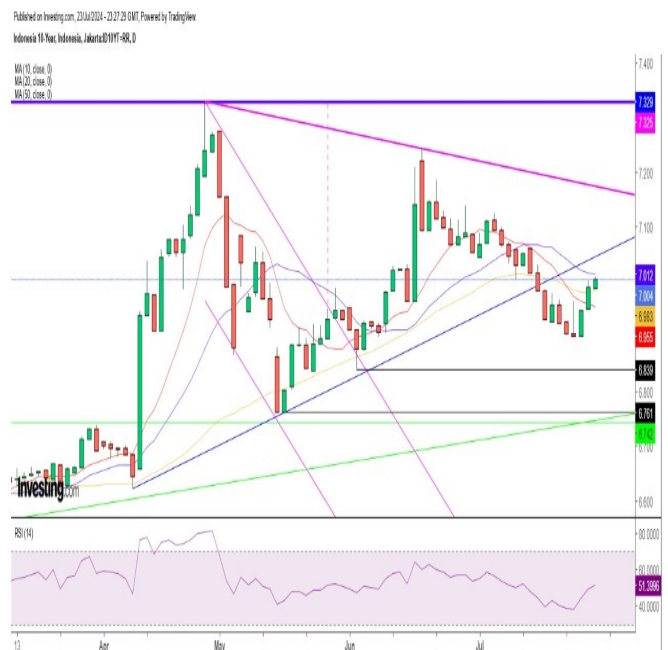 Published on Investing.com, 23/Jul/2024 - 23:27:29 GMT, Powered by TradingView.
Indonesia 10-Year, Indonesia, Jakarta:ID10YT=RR, D
MA (10, close, 0)
MA (20, close, 0)
MA (50, close, 0)
7.400
7.329
7.325
7.200
7.100
7.012
7.004
6.983
6.955
6.839
6.800
6.761
6.742
6.700
6.600
Investing.com
RSI (14)
80.0000
60.0000
51.3996
40.0000
13
Apr
May
Jun
Jul